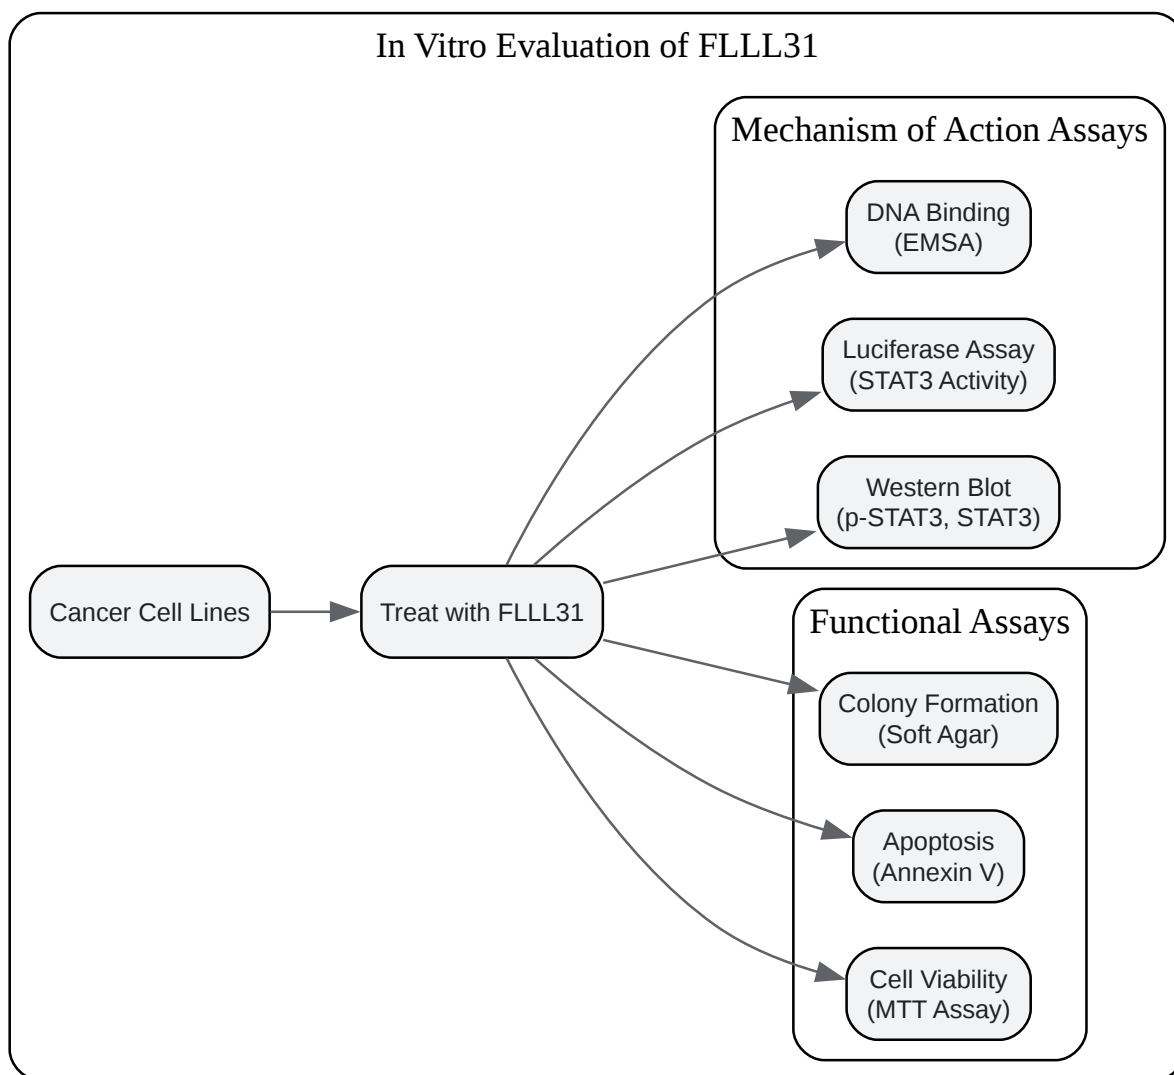 In Vitro Evaluation of FLLL31
Mechanism of Action Assays
DNA Binding
(EMSA)
Luciferase Assay
(STAT3 Activity)
Western Blot
(p-STAT3, STAT3)
Cancer Cell Lines
Treat with FLLL31
Functional Assays
Colony Formation
(Soft Agar)
Apoptosis
(Annexin V)
Cell Viability
(MTT Assay)